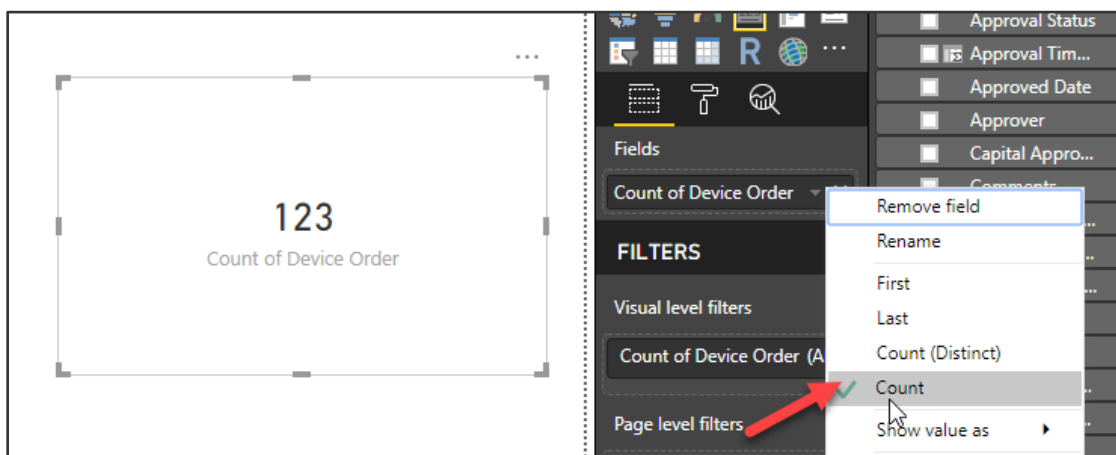 123
Count of Device Order
R
Fields
Count of Device Order
FILTERS
Visual level filters
Count of Device Order (A
Page level filters
Approval Status
Approval Tim...
Approved Date
Approver
Capital Appro...
Comments
Remove field
Rename
First
Last
Count (Distinct)
Count
Show value as